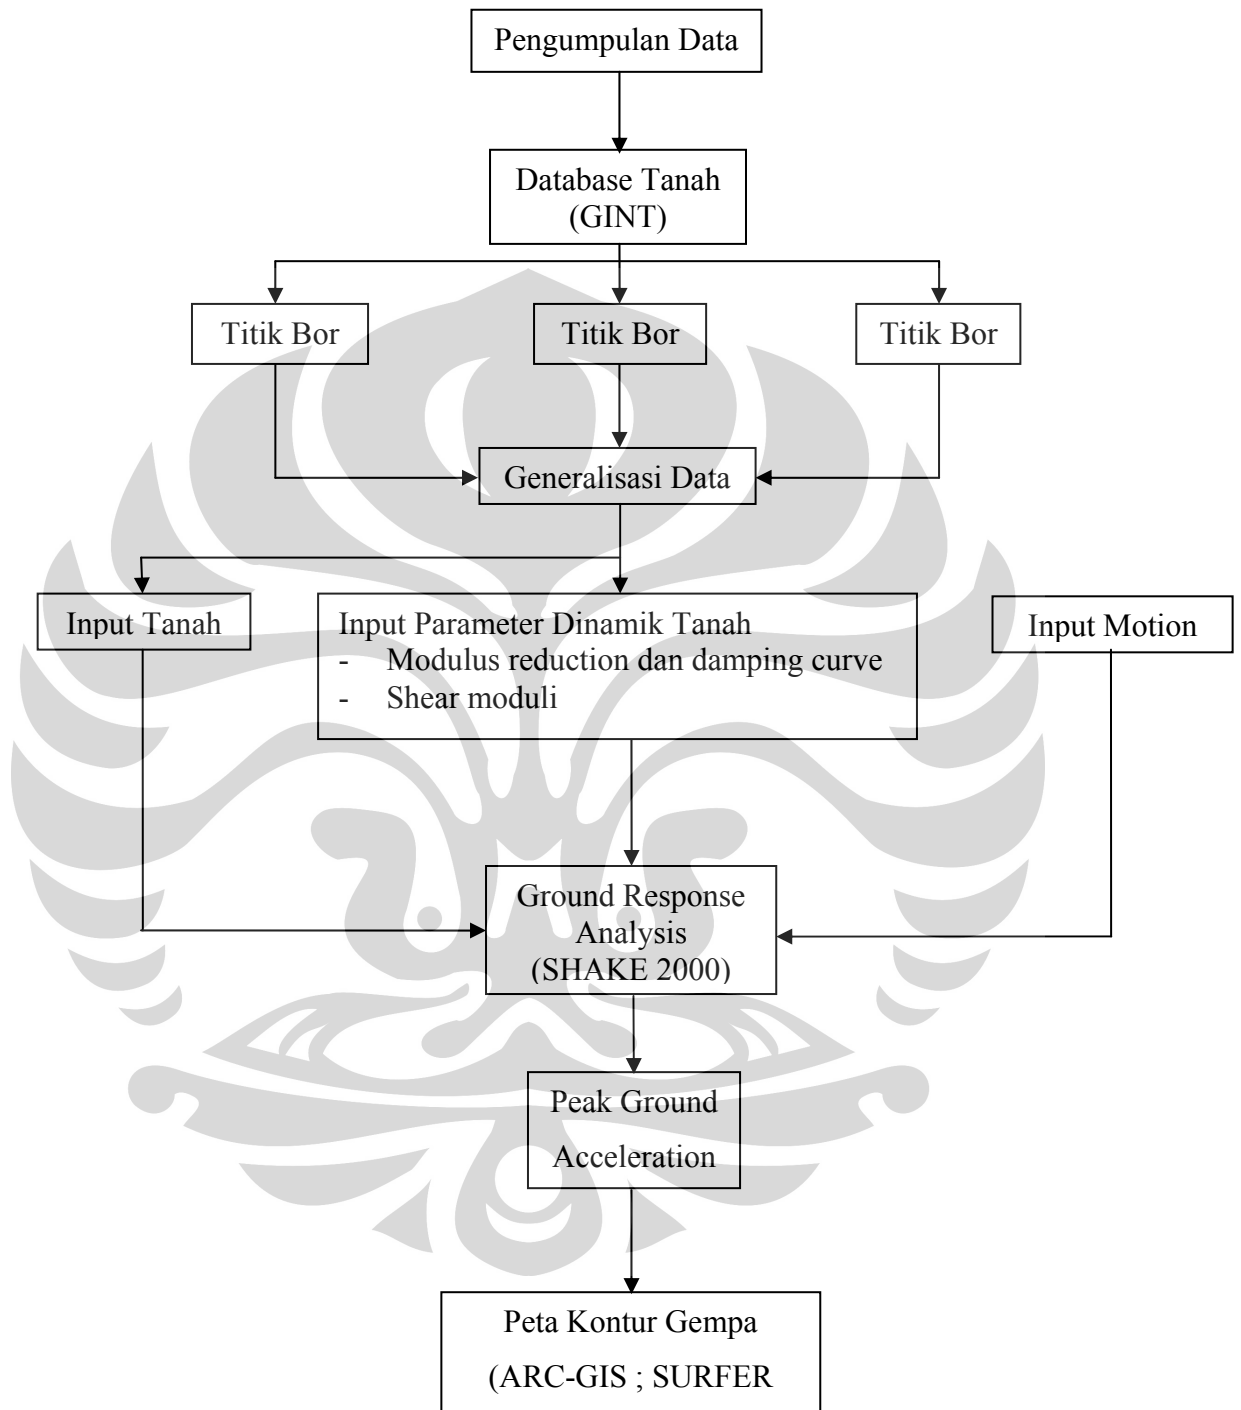 Pengumpulan Data
Database Tanah
(GINT)
Titik Bor
Titik Bor
Titik Bor
Generalisasi Data
Input Tanah
Input Parameter Dinamik Tanah
- Modulus reduction dan damping curve
- Shear moduli
Input Motion
Ground Response
Analysis
(SHAKE 2000)
Peak Ground
Acceleration
Peta Kontur Gempa
(ARC-GIS ; SURFER